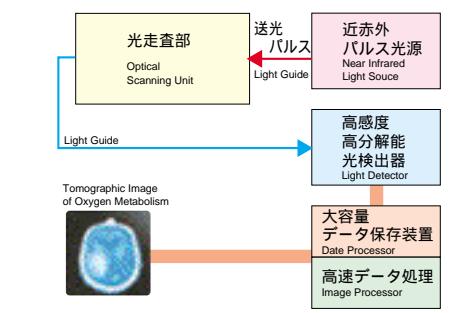 光走査部
Optical
Scanning Unit
送光
パルス
Light Guide
近赤外
パルス光源
Near Infrared
Light Souce
Light Guide
高感度
高分解能
光検出器
Light Detector
Tomographic Image
of Oxygen Metabolism
大容量
データ保存装置
Date Processor
高速データ処理
Image Processor